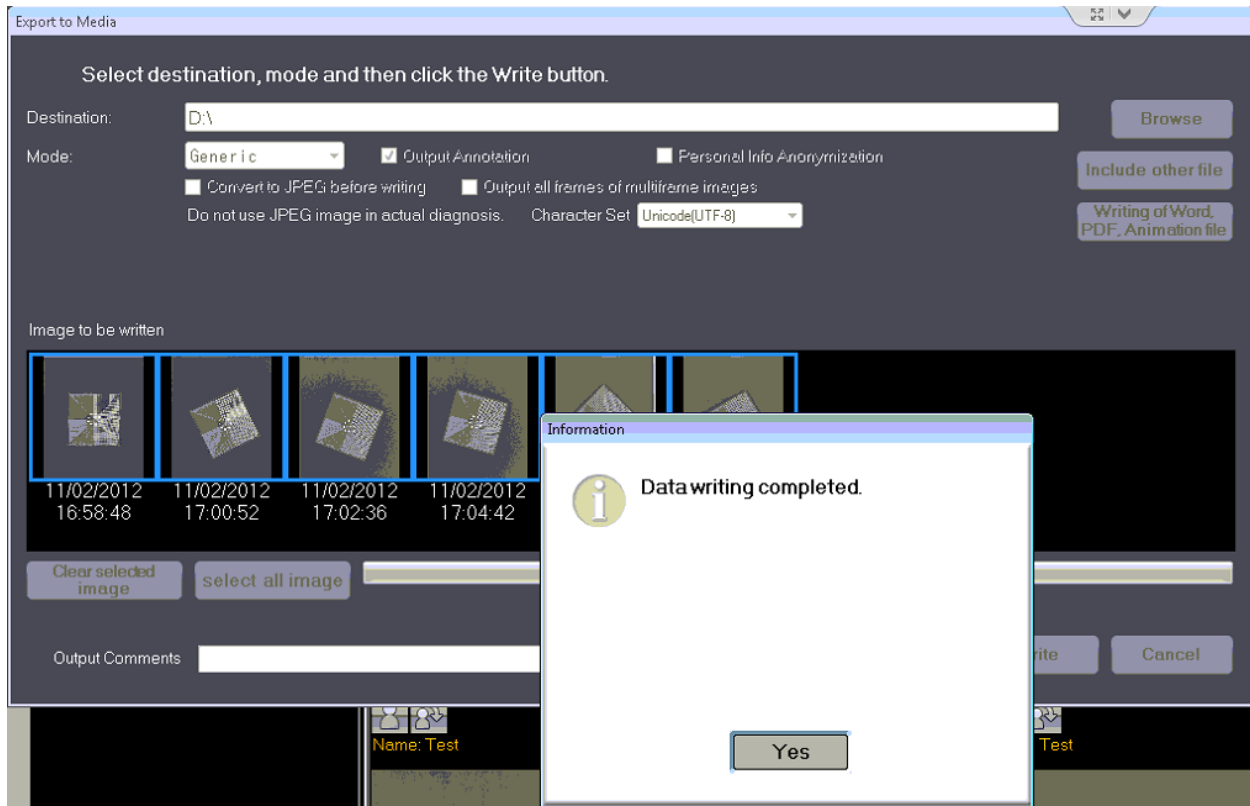 Export to Media
Select destination, mode and then click the Write button.
Destination: D:\ Browse
Mode: Generic Output Annotation Personal Info Anonymization
Include other file
Convert to JPEG before writing Output all frames of multiframe images
Do not use JPEG image in actual diagnosis. Character Set Unicode(UTF-8)
Writing of Word,
PDF, Animation file
Image to be written
11/02/2012 11/02/2012 11/02/2012 11/02/2012
16:58:48 17:00:52 17:02:36 17:04:42
Information
Data writing completed.
Clear selected
image
select all image
Output Comments
rite Cancel
Name: Test
Test
Yes